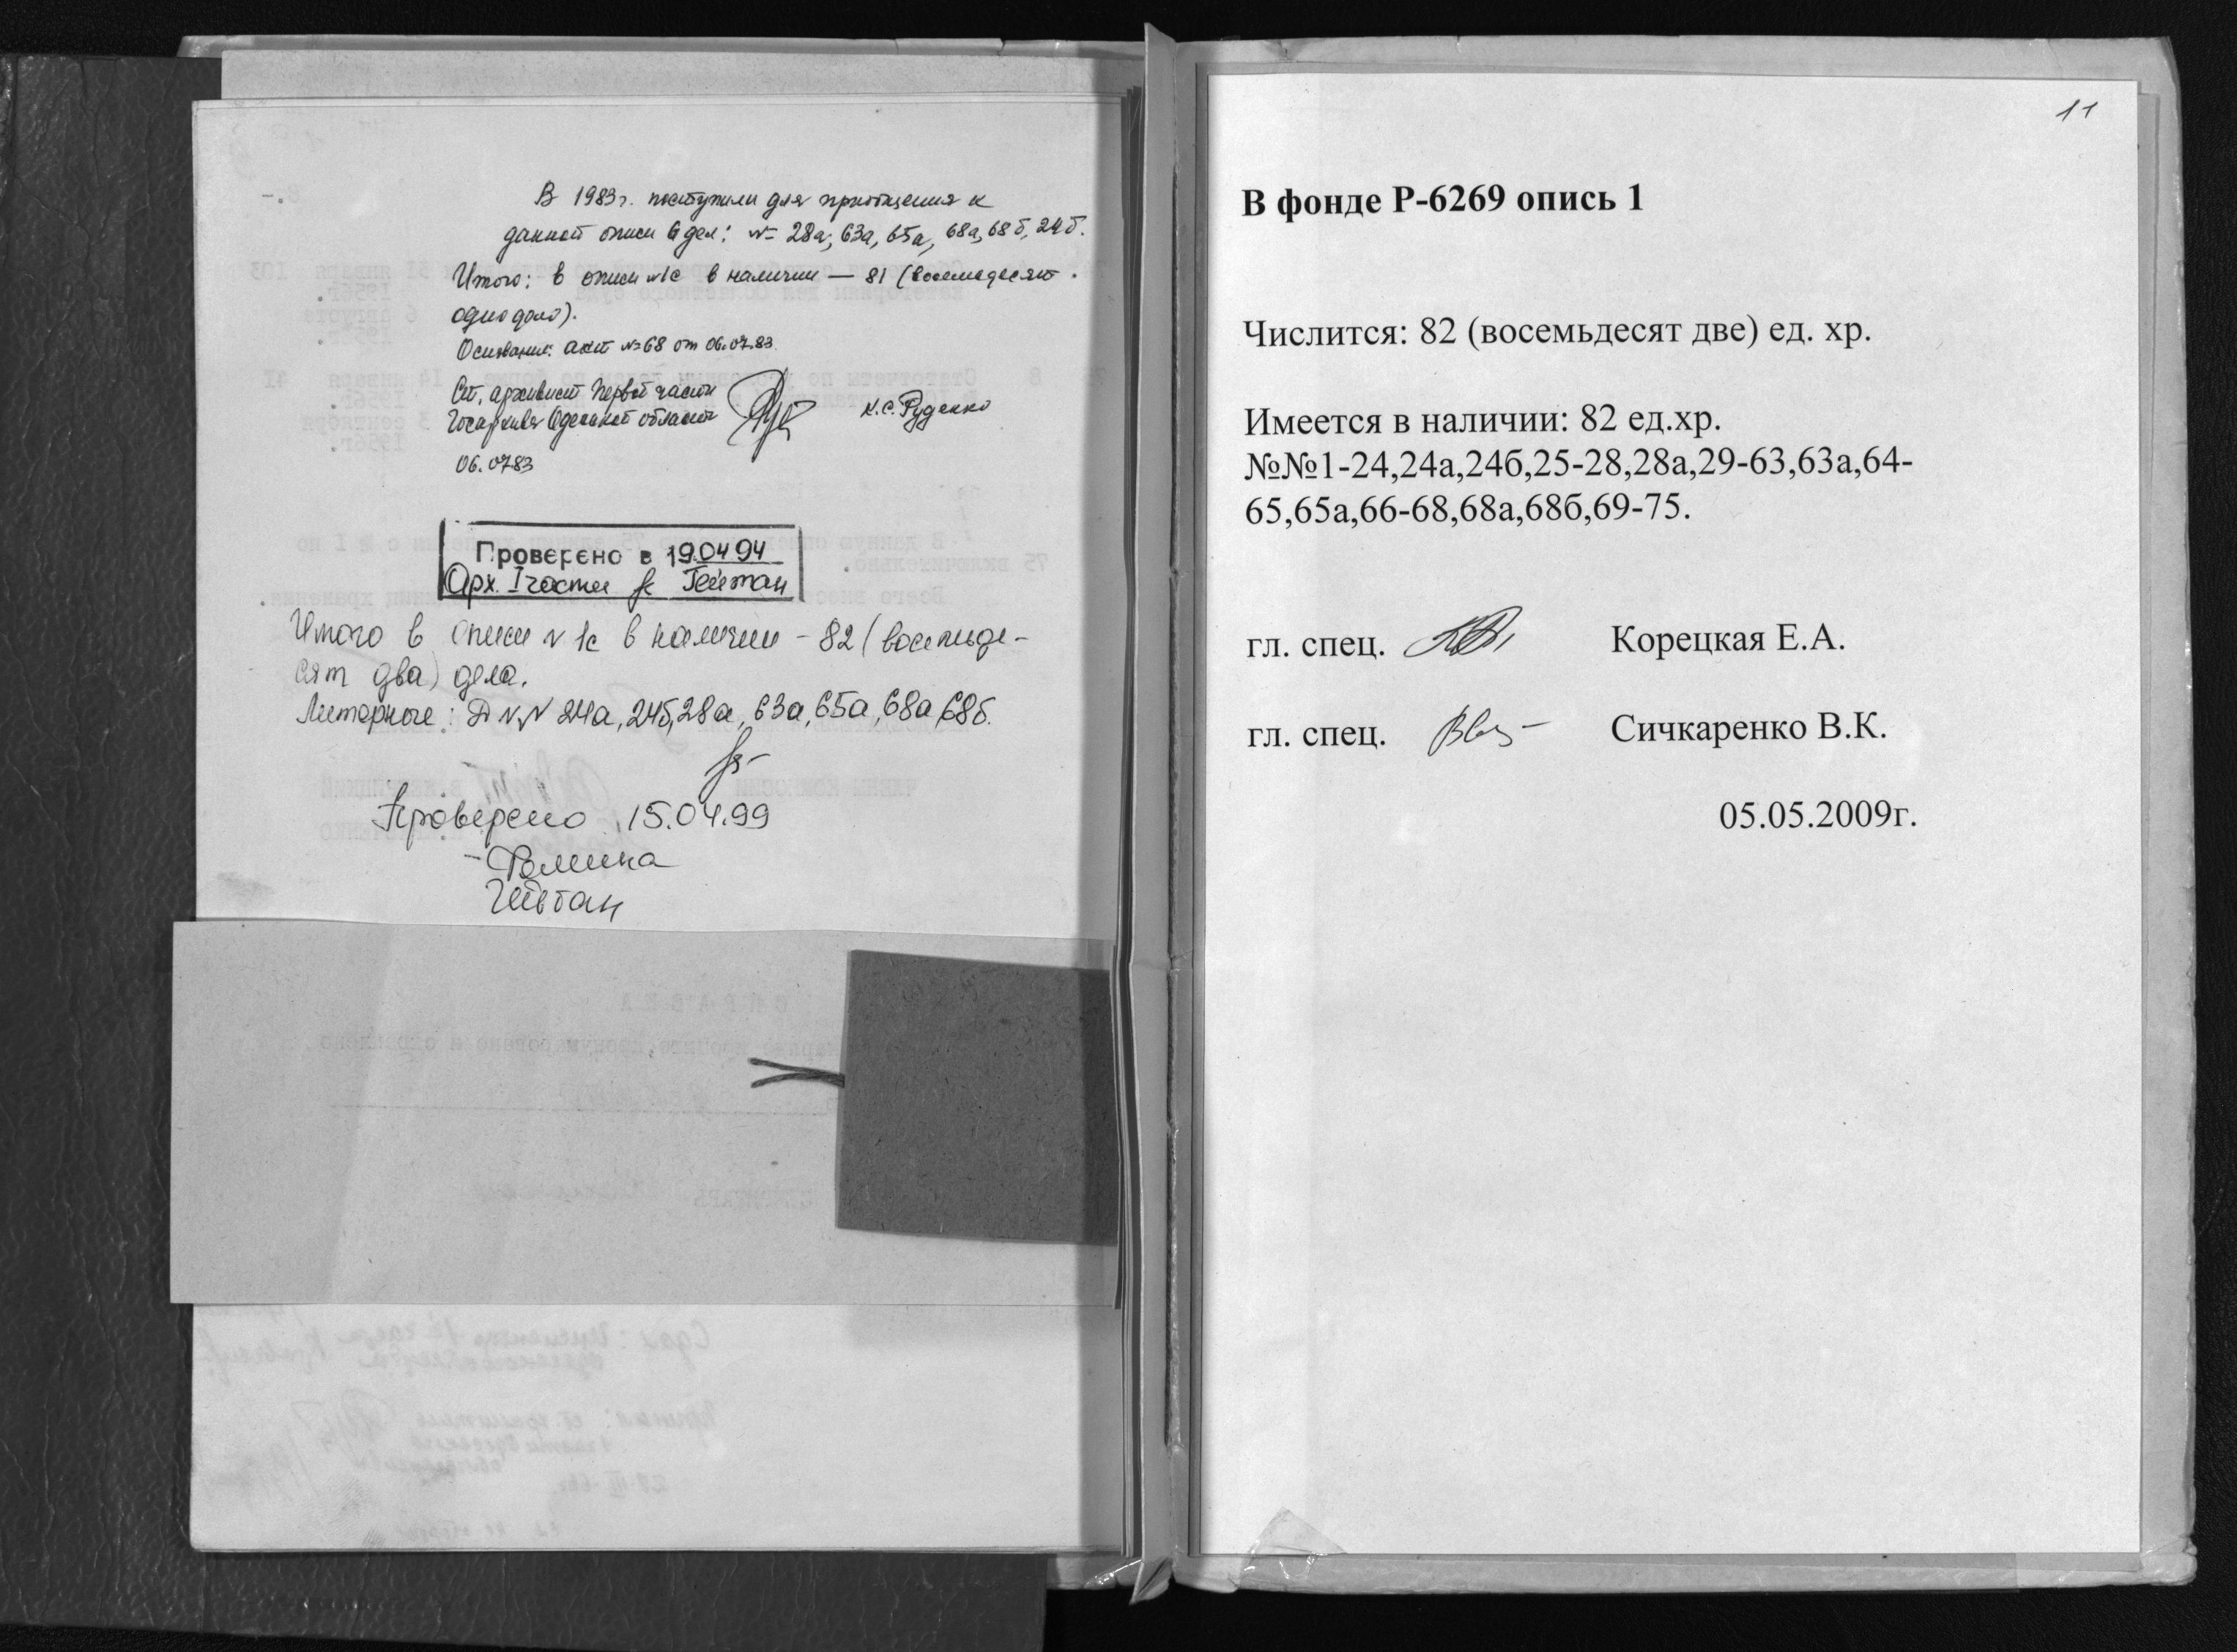 В 1983г. поступили для приобщения к
данной описи 6 дел: № 28а, 63а, 65а, 68а, 68б, 24б.
Итого: в описи №1с в наличии — 81 (восемьдесят
одно дело).
Основание: акт №68 от 06.07.83.
Ст. архивист первой части
Госархива Одесской области
К.С. Руденко
06.07.83
Проверено в 19.04.94
Арх. I части Гейтан
Итого в описи № 1с в наличии - 82 (восемьде-
сят два) дела.
Литерные: Д №№ 24а, 24б, 28а, 63а, 65а, 68а, 68б.
Проверено 15.04.99
11
В фонде Р-6269 опись 1
Числится: 82 (восемьдесят две) ед. хр.
Имеется в наличии: 82 ед.хр.
№№1-24,24а,24б,25-28,28а,29-63,63а,64-
65,65а,66-68,68а,68б,69-75.
гл. спец. Корецкая Е.А.
гл. спец. Сичкаренко В.К.
05.05.2009г.